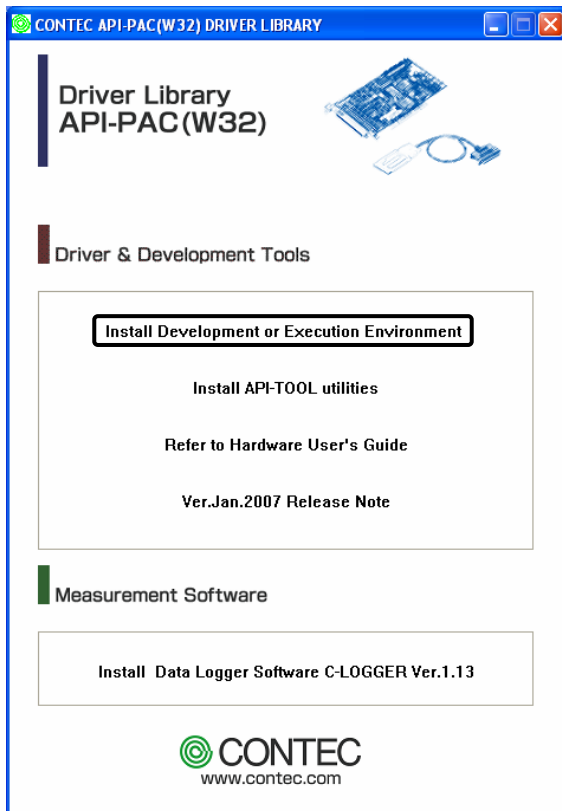 CONTEC API-PAC(W32) DRIVER LIBRARY
Driver Library
API-PAC(W32)
Driver & Development Tools
Install Development or Execution Environment
Install API-TOOL utilities
Refer to Hardware User's Guide
Ver.Jan.2007 Release Note
Measurement Software
Install  Data Logger Software C-LOGGER Ver.1.13
CONTEC
www.contec.com